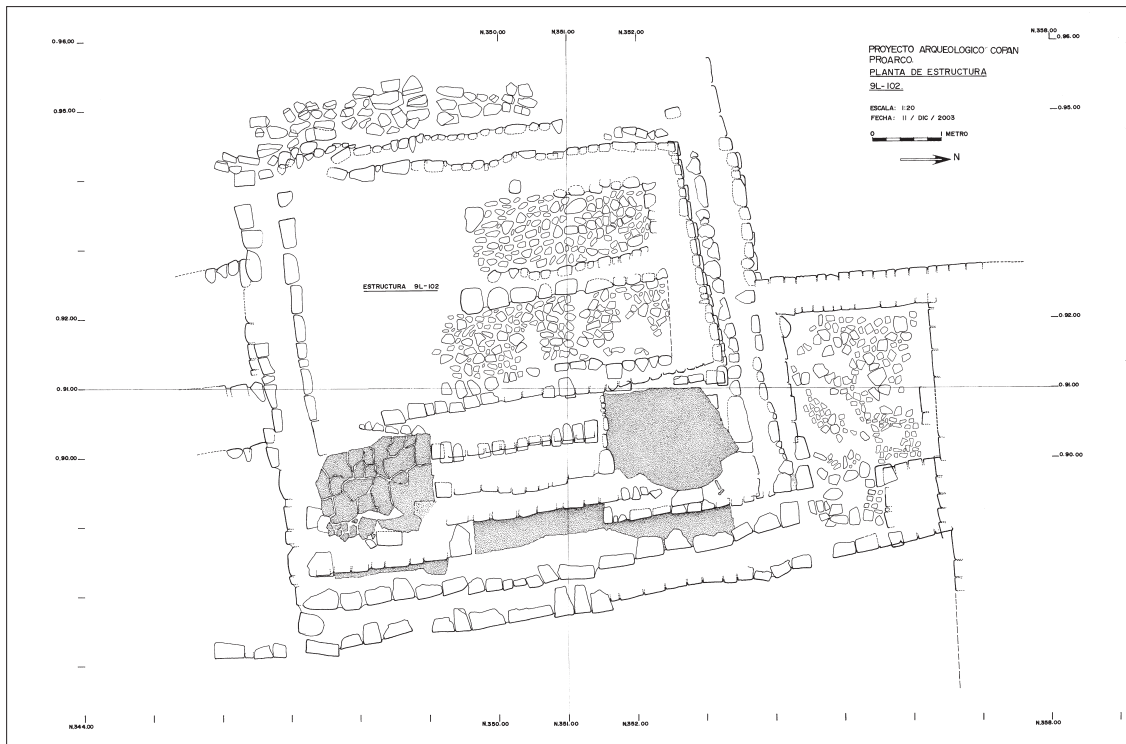 N.350.00 N.351.00 N.352.00 N.358.00
0.96.00 0.96.00
PROYECTO ARQUEOLOGICO COPAN
PROARCO.
PLANTA DE ESTRUCTURA
9L-102.
0.95.00 0.95.00
ESCALA: 1:20
FECHA: 11 / DIC / 2003
0 1 METRO
N
ESTRUCTURA 9L-102
0.92.00 0.92.00
0.91.00 0.91.00
0.90.00 0.90.00
N.344.00 N.350.00 N.351.00 N.352.00 N.358.00